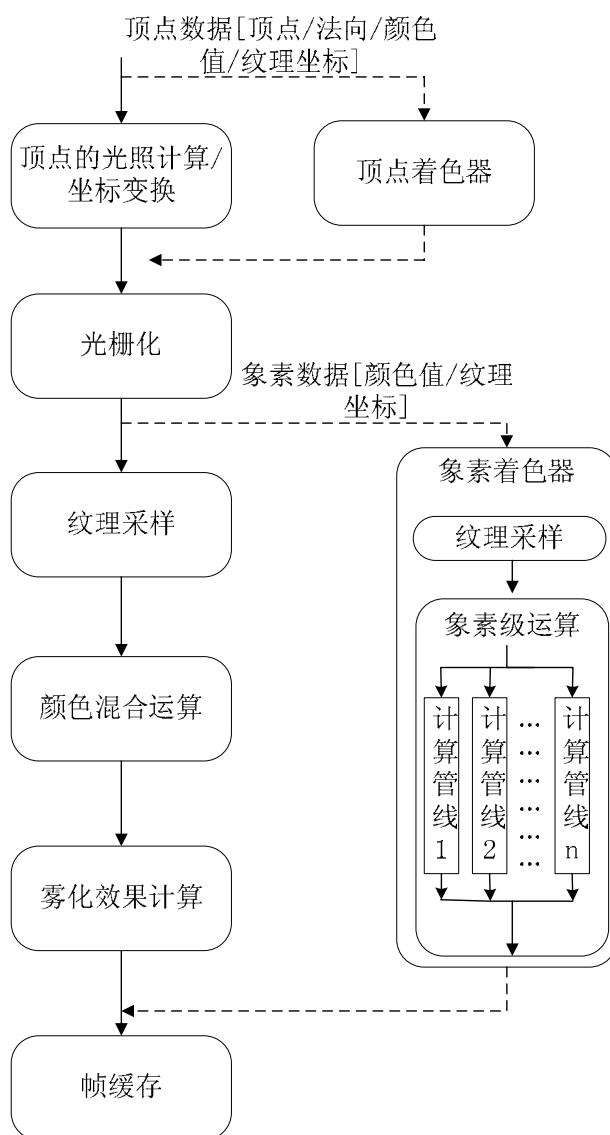 顶点数据[顶点/法向/颜色
值/纹理坐标]
顶点的光照计算/
坐标变换
顶点着色器
光栅化
象素数据[颜色值/纹理
坐标]
象素着色器
纹理采样
纹理采样
象素级运算
颜色混合运算
计算管线1
计算管线2
……………………
计算管线n
雾化效果计算
帧缓存